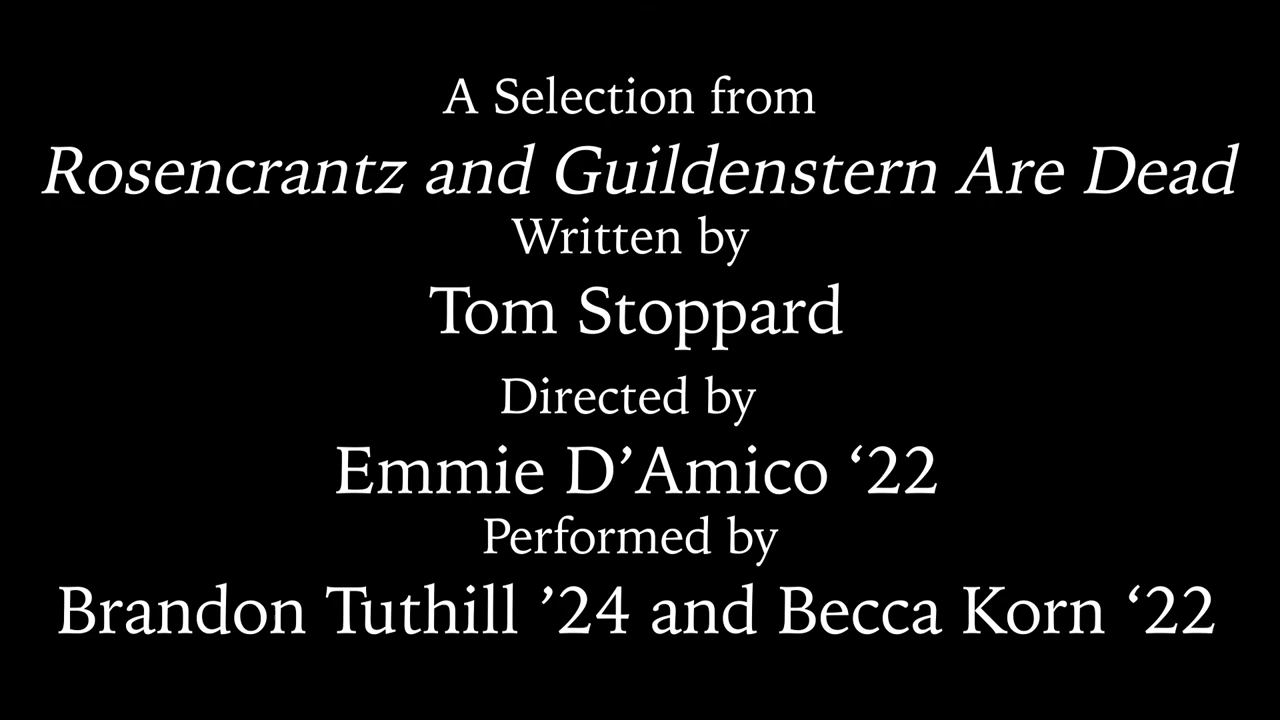 A Selection from
Rosencrantz and Guildenstern Are Dead
Written by
Tom Stoppard
Directed by
Emmie D’Amico ‘22
Performed by
Brandon Tuthill ’24 and Becca Korn ‘22